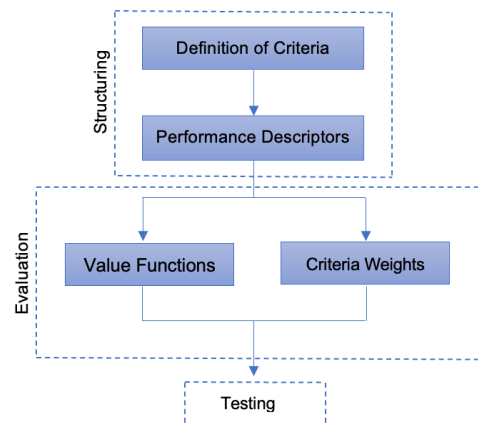 Structuring
Definition of Criteria
Performance Descriptors
Evaluation
Value Functions
Criteria Weights
Testing